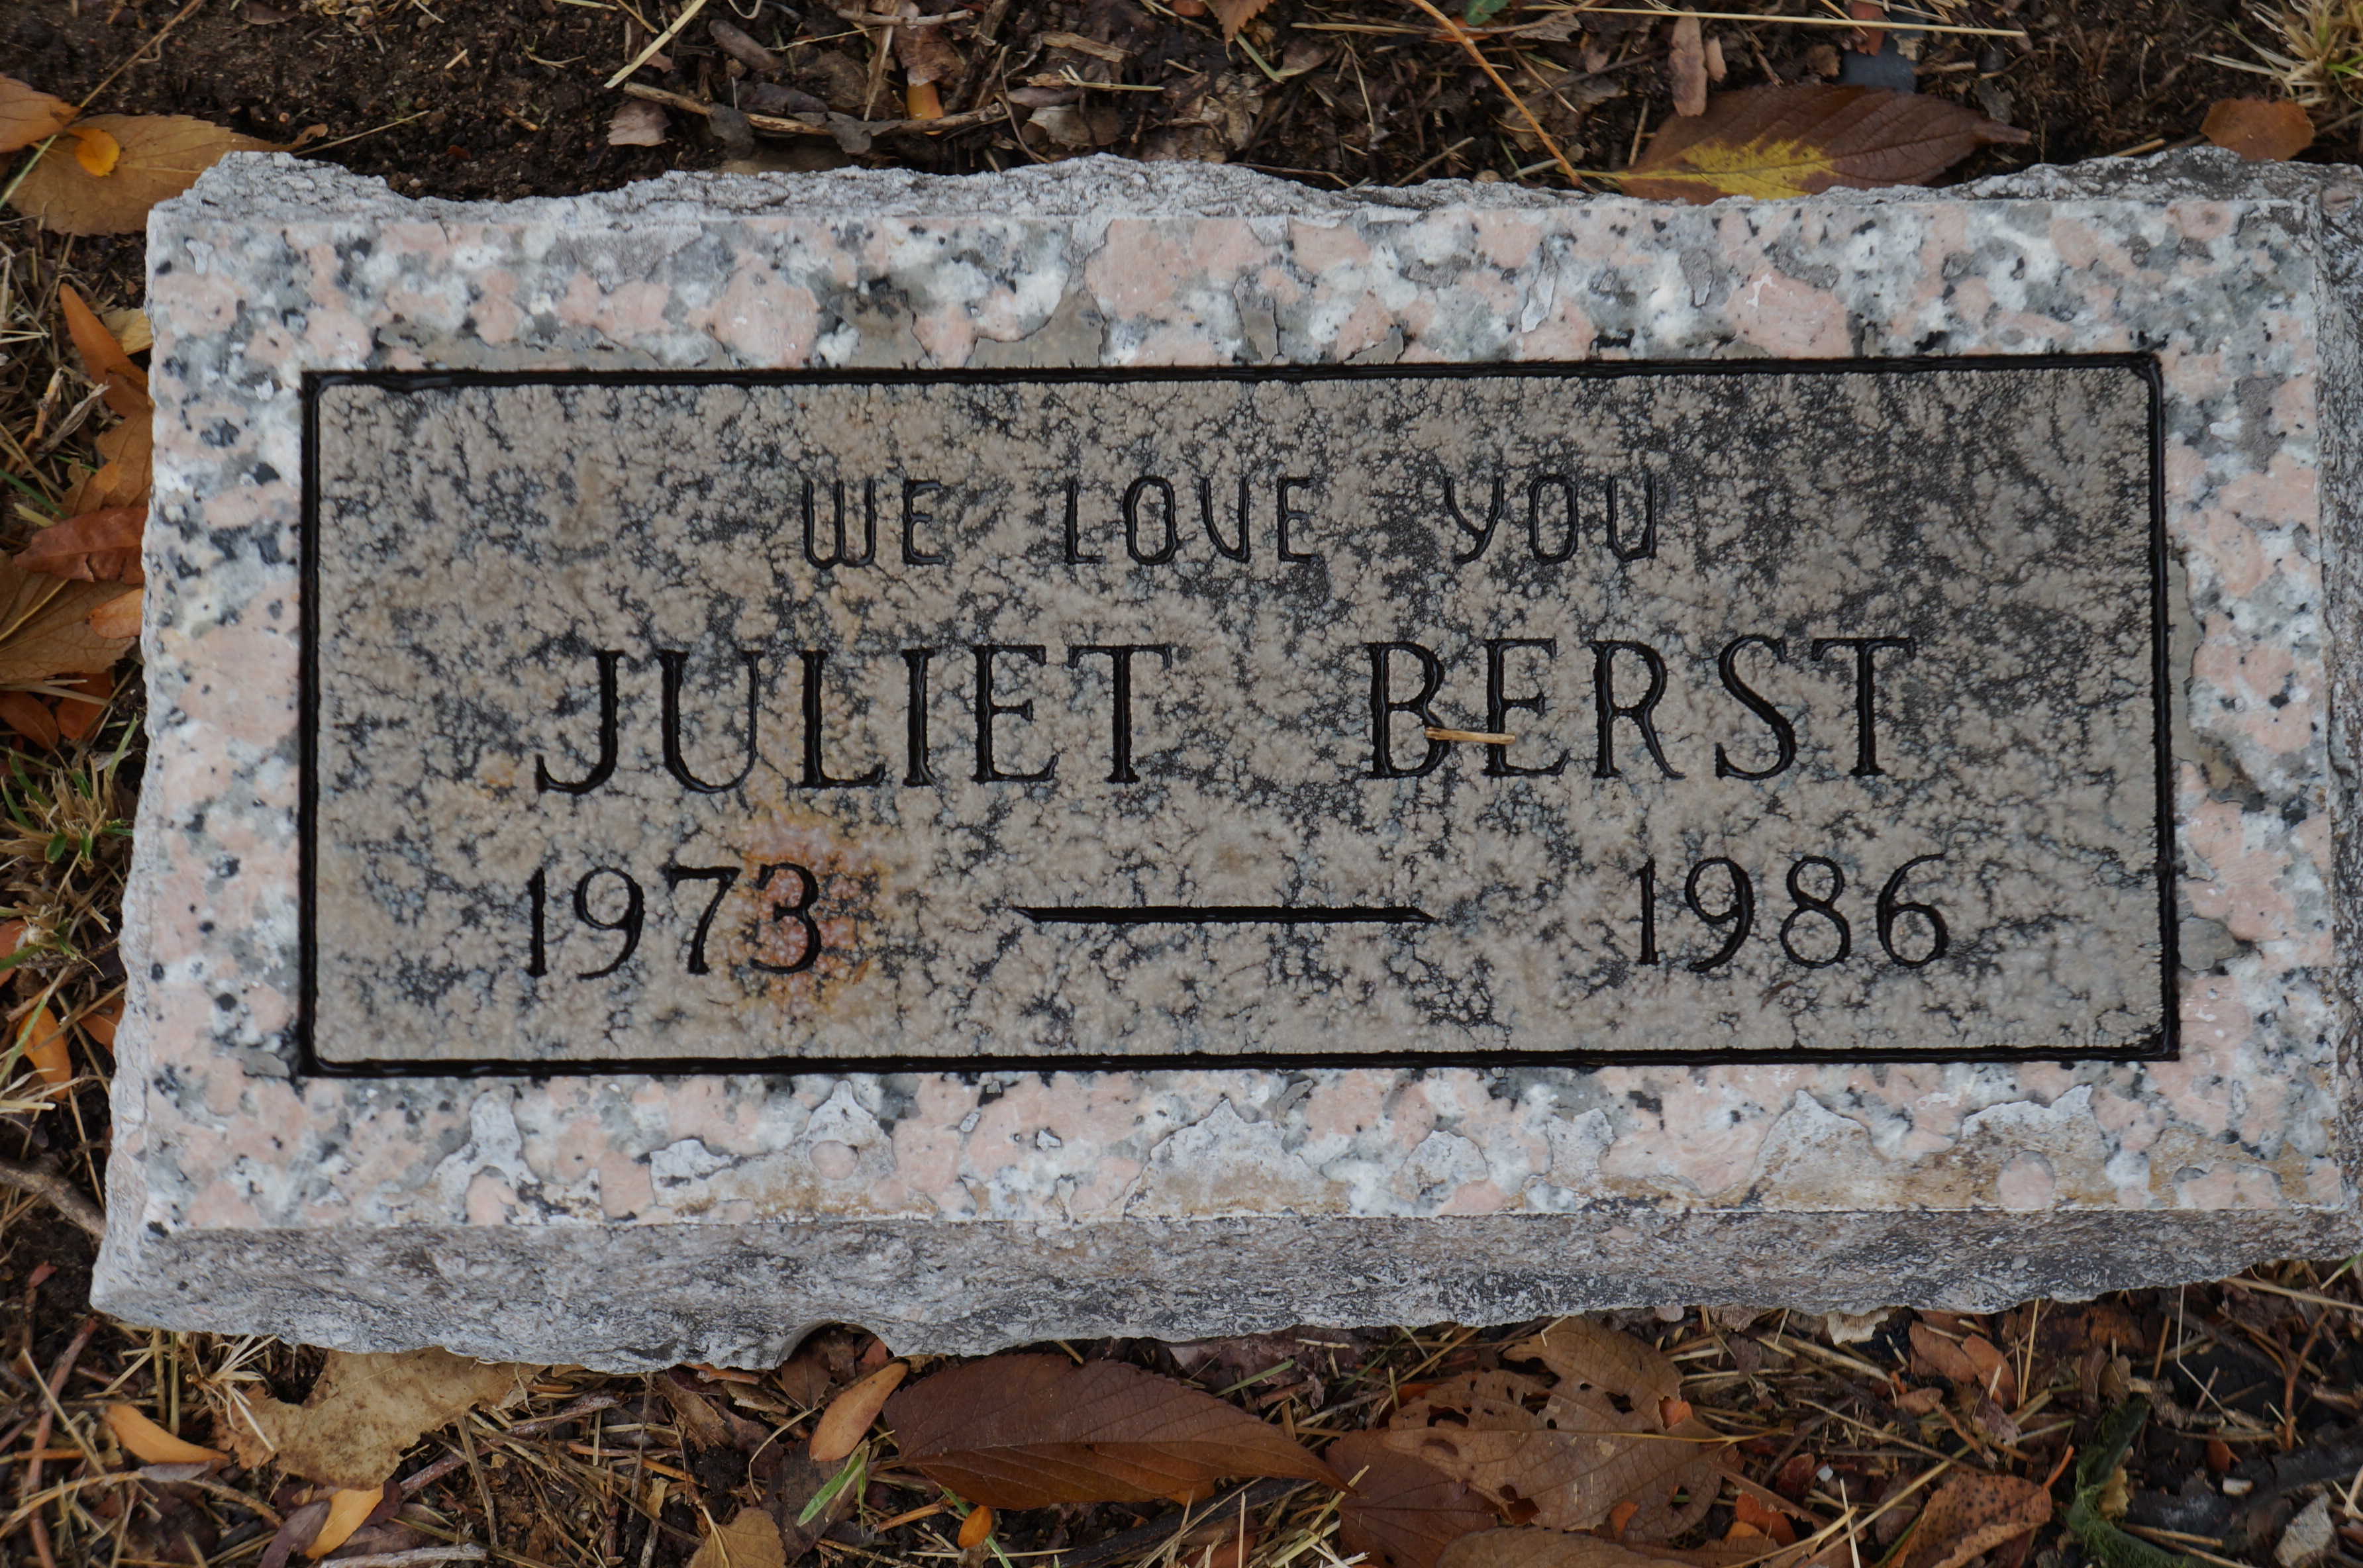 WE LOVE YOU
JULIET BERST
1973 — 1986